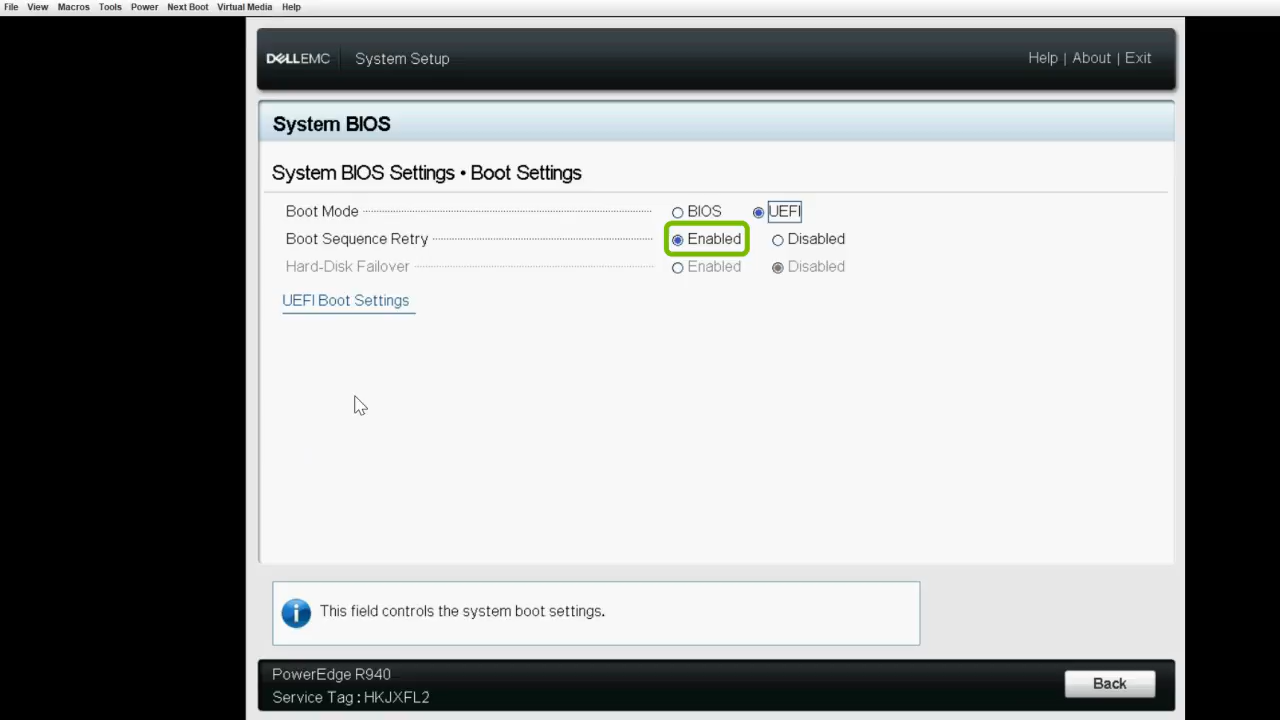 File View Macros Tools Power Next Boot Virtual Media Help
DELLEMC System Setup Help | About | Exit
System BIOS
System BIOS Settings • Boot Settings
Boot Mode BIOS UEFI
Boot Sequence Retry Enabled Disabled
Hard-Disk Failover Enabled Disabled
UEFI Boot Settings
This field controls the system boot settings.
PowerEdge R940
Service Tag : HKJXFL2
Back